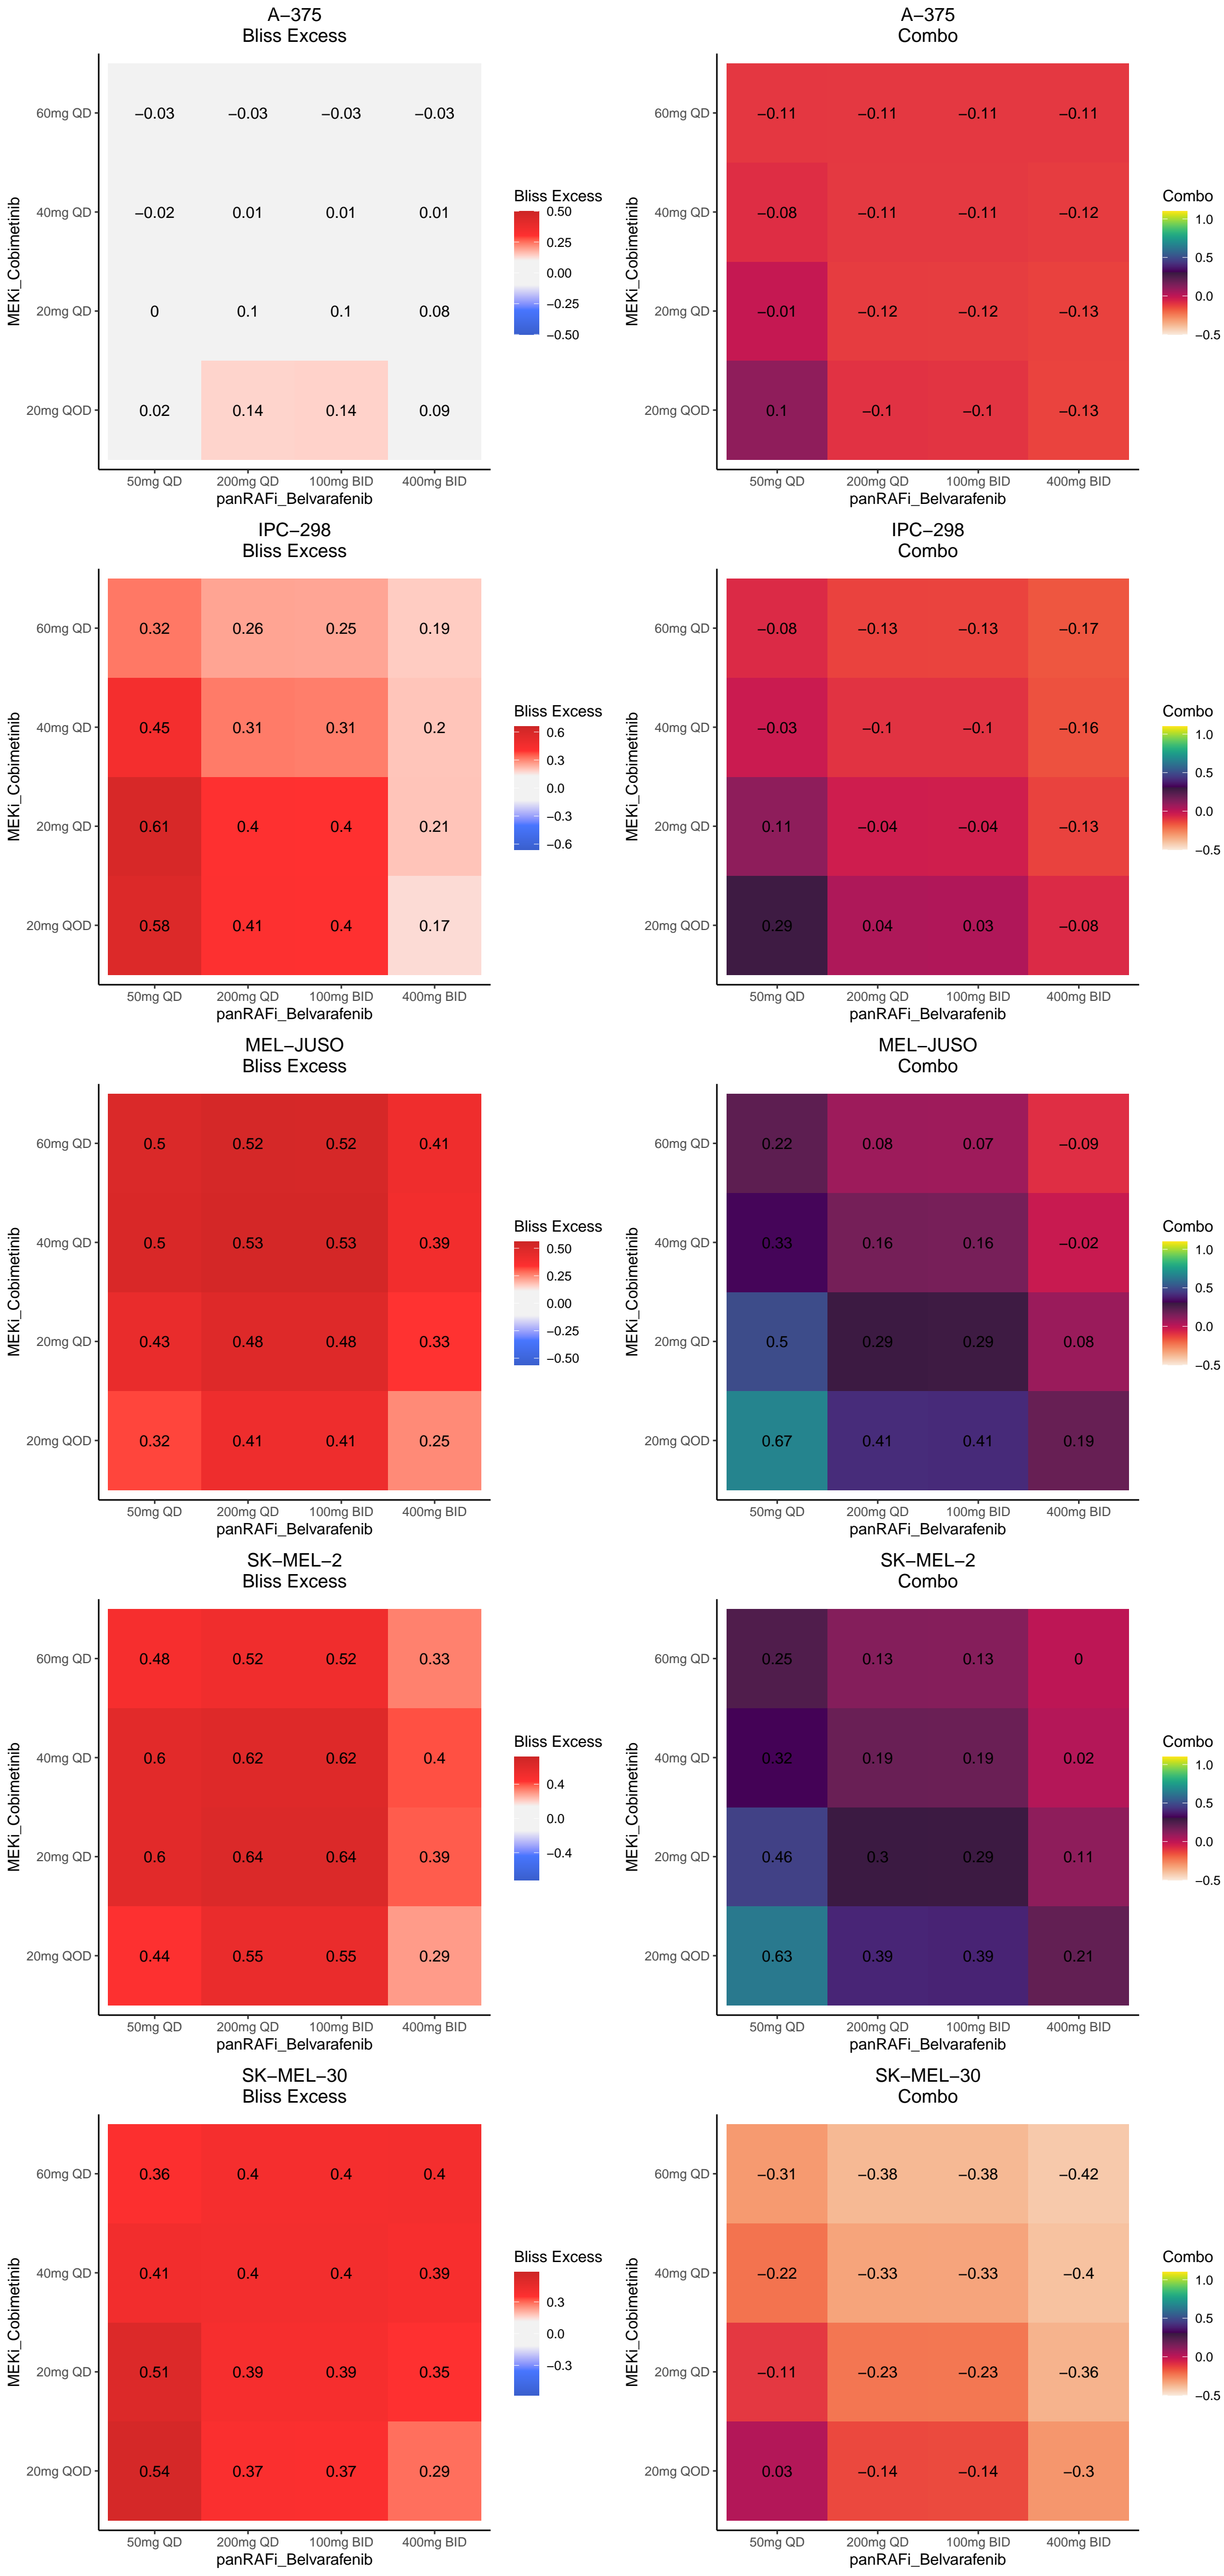 A−375
Bliss Excess
60mg QD
−0.03 −0.03 −0.03 −0.03
40mg QD
−0.02 0.01 0.01 0.01
20mg QD
0 0.1 0.1 0.08
20mg QOD
0.02 0.14 0.14 0.09
50mg QD 200mg QD 100mg BID 400mg BID
panRAFi_Belvarafenib
MEKi_Cobimetinib
Bliss Excess
0.50
0.25
0.00
−0.25
−0.50
A−375
Combo
60mg QD
−0.11 −0.11 −0.11 −0.11
40mg QD
−0.08 −0.11 −0.11 −0.12
20mg QD
−0.01 −0.12 −0.12 −0.13
20mg QOD
0.1 −0.1 −0.1 −0.13
50mg QD 200mg QD 100mg BID 400mg BID
panRAFi_Belvarafenib
MEKi_Cobimetinib
Combo
1.0
0.5
0.0
−0.5
IPC−298
Bliss Excess
60mg QD
0.32 0.26 0.25 0.19
40mg QD
0.45 0.31 0.31 0.2
20mg QD
0.61 0.4 0.4 0.21
20mg QOD
0.58 0.41 0.4 0.17
50mg QD 200mg QD 100mg BID 400mg BID
panRAFi_Belvarafenib
MEKi_Cobimetinib
Bliss Excess
0.6
0.3
0.0
−0.3
−0.6
IPC−298
Combo
60mg QD
−0.08 −0.13 −0.13 −0.17
40mg QD
−0.03 −0.1 −0.1 −0.16
20mg QD
0.11 −0.04 −0.04 −0.13
20mg QOD
0.29 0.04 0.03 −0.08
50mg QD 200mg QD 100mg BID 400mg BID
panRAFi_Belvarafenib
MEKi_Cobimetinib
Combo
1.0
0.5
0.0
−0.5
MEL−JUSO
Bliss Excess
60mg QD
0.5 0.52 0.52 0.41
40mg QD
0.5 0.53 0.53 0.39
20mg QD
0.43 0.48 0.48 0.33
20mg QOD
0.32 0.41 0.41 0.25
50mg QD 200mg QD 100mg BID 400mg BID
panRAFi_Belvarafenib
MEKi_Cobimetinib
Bliss Excess
0.50
0.25
0.00
−0.25
−0.50
MEL−JUSO
Combo
60mg QD
0.22 0.08 0.07 −0.09
40mg QD
0.33 0.16 0.16 −0.02
20mg QD
0.5 0.29 0.29 0.08
20mg QOD
0.67 0.41 0.41 0.19
50mg QD 200mg QD 100mg BID 400mg BID
panRAFi_Belvarafenib
MEKi_Cobimetinib
Combo
1.0
0.5
0.0
−0.5
SK−MEL−2
Bliss Excess
60mg QD
0.48 0.52 0.52 0.33
40mg QD
0.6 0.62 0.62 0.4
20mg QD
0.6 0.64 0.64 0.39
20mg QOD
0.44 0.55 0.55 0.29
50mg QD 200mg QD 100mg BID 400mg BID
panRAFi_Belvarafenib
MEKi_Cobimetinib
Bliss Excess
0.4
0.0
−0.4
SK−MEL−2
Combo
60mg QD
0.25 0.13 0.13 0
40mg QD
0.32 0.19 0.19 0.02
20mg QD
0.46 0.3 0.29 0.11
20mg QOD
0.63 0.39 0.39 0.21
50mg QD 200mg QD 100mg BID 400mg BID
panRAFi_Belvarafenib
MEKi_Cobimetinib
Combo
1.0
0.5
0.0
−0.5
SK−MEL−30
Bliss Excess
60mg QD
0.36 0.4 0.4 0.4
40mg QD
0.41 0.4 0.4 0.39
20mg QD
0.51 0.39 0.39 0.35
20mg QOD
0.54 0.37 0.37 0.29
50mg QD 200mg QD 100mg BID 400mg BID
panRAFi_Belvarafenib
MEKi_Cobimetinib
Bliss Excess
0.3
0.0
−0.3
SK−MEL−30
Combo
60mg QD
−0.31 −0.38 −0.38 −0.42
40mg QD
−0.22 −0.33 −0.33 −0.4
20mg QD
−0.11 −0.23 −0.23 −0.36
20mg QOD
0.03 −0.14 −0.14 −0.3
50mg QD 200mg QD 100mg BID 400mg BID
panRAFi_Belvarafenib
MEKi_Cobimetinib
Combo
1.0
0.5
0.0
−0.5